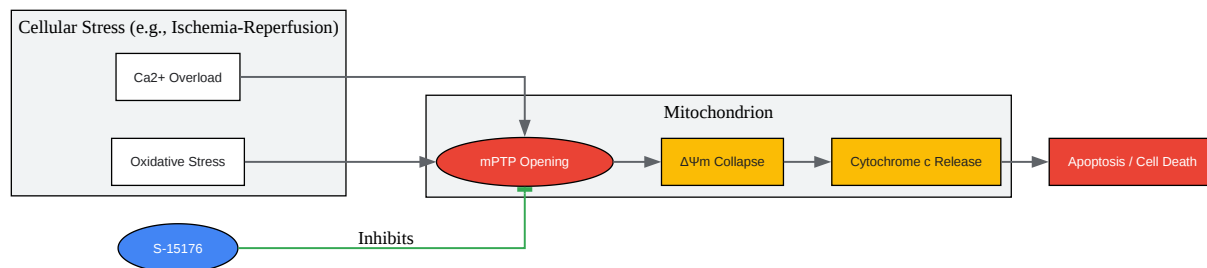 Cellular Stress (e.g., Ischemia-Reperfusion)
Ca2+ Overload
Mitochondrion
Oxidative Stress
mPTP Opening
ΔΨm Collapse
Cytochrome c Release
Apoptosis / Cell Death
S-15176
Inhibits